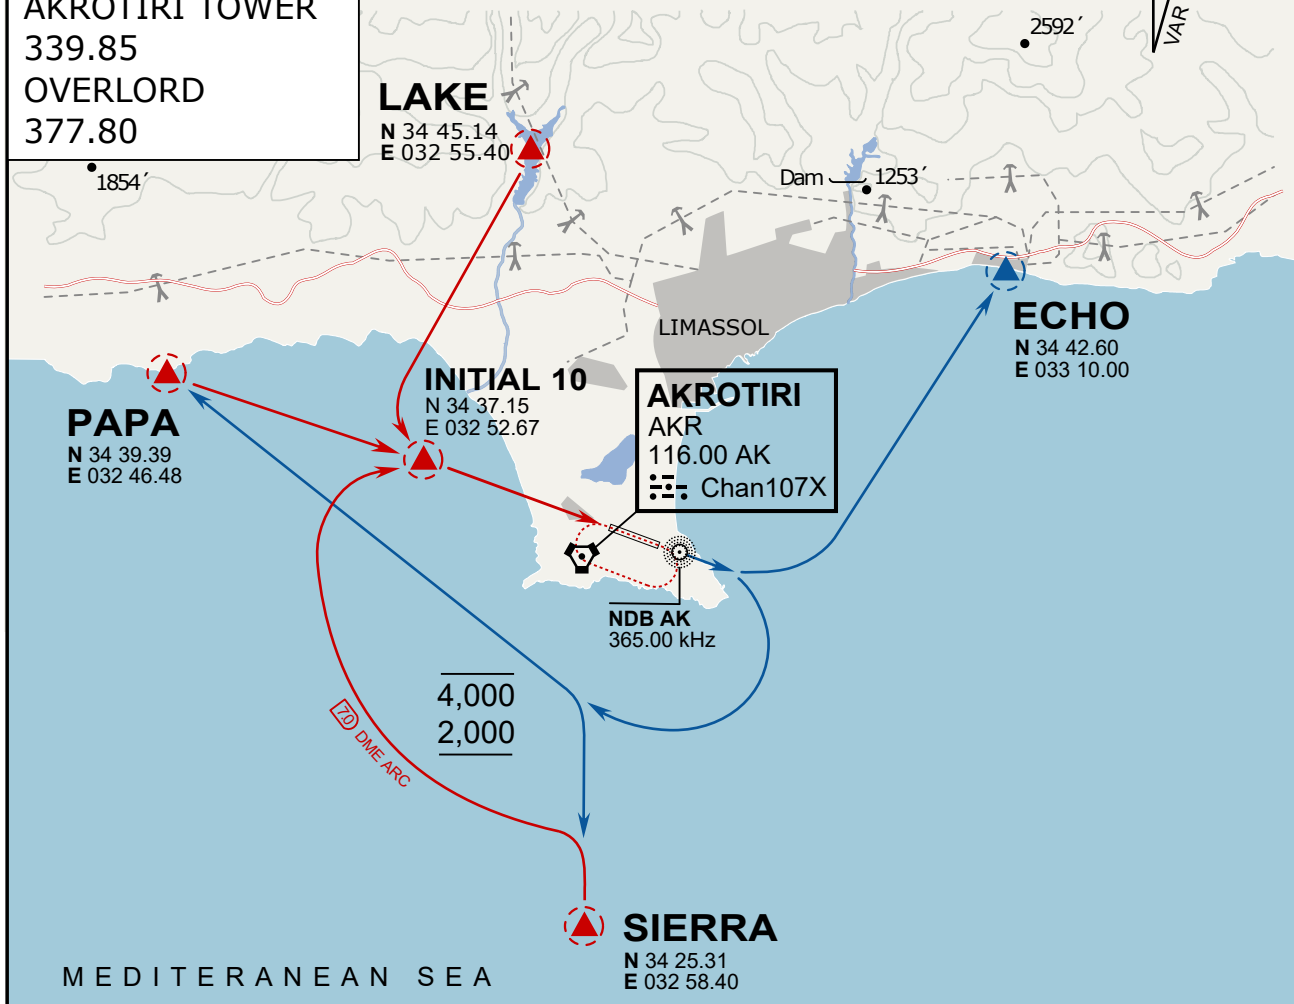 AKROTIRI TOWER
339.85
OVERLORD
377.80
VAR
2592´
LAKE
N 34 45.14
E 032 55.40
1854´
Dam
1253´
LIMASSOL
ECHO
N 34 42.60
E 033 10.00
INITIAL 10
N 34 37.15
E 032 52.67
AKROTIRI
AKR
116.00 AK
Chan107X
PAPA
N 34 39.39
E 032 46.48
NDB AK
365.00 kHz
4,000
2,000
70 DME ARC
SIERRA
N 34 25.31
E 032 58.40
MEDITERANEAN SEA